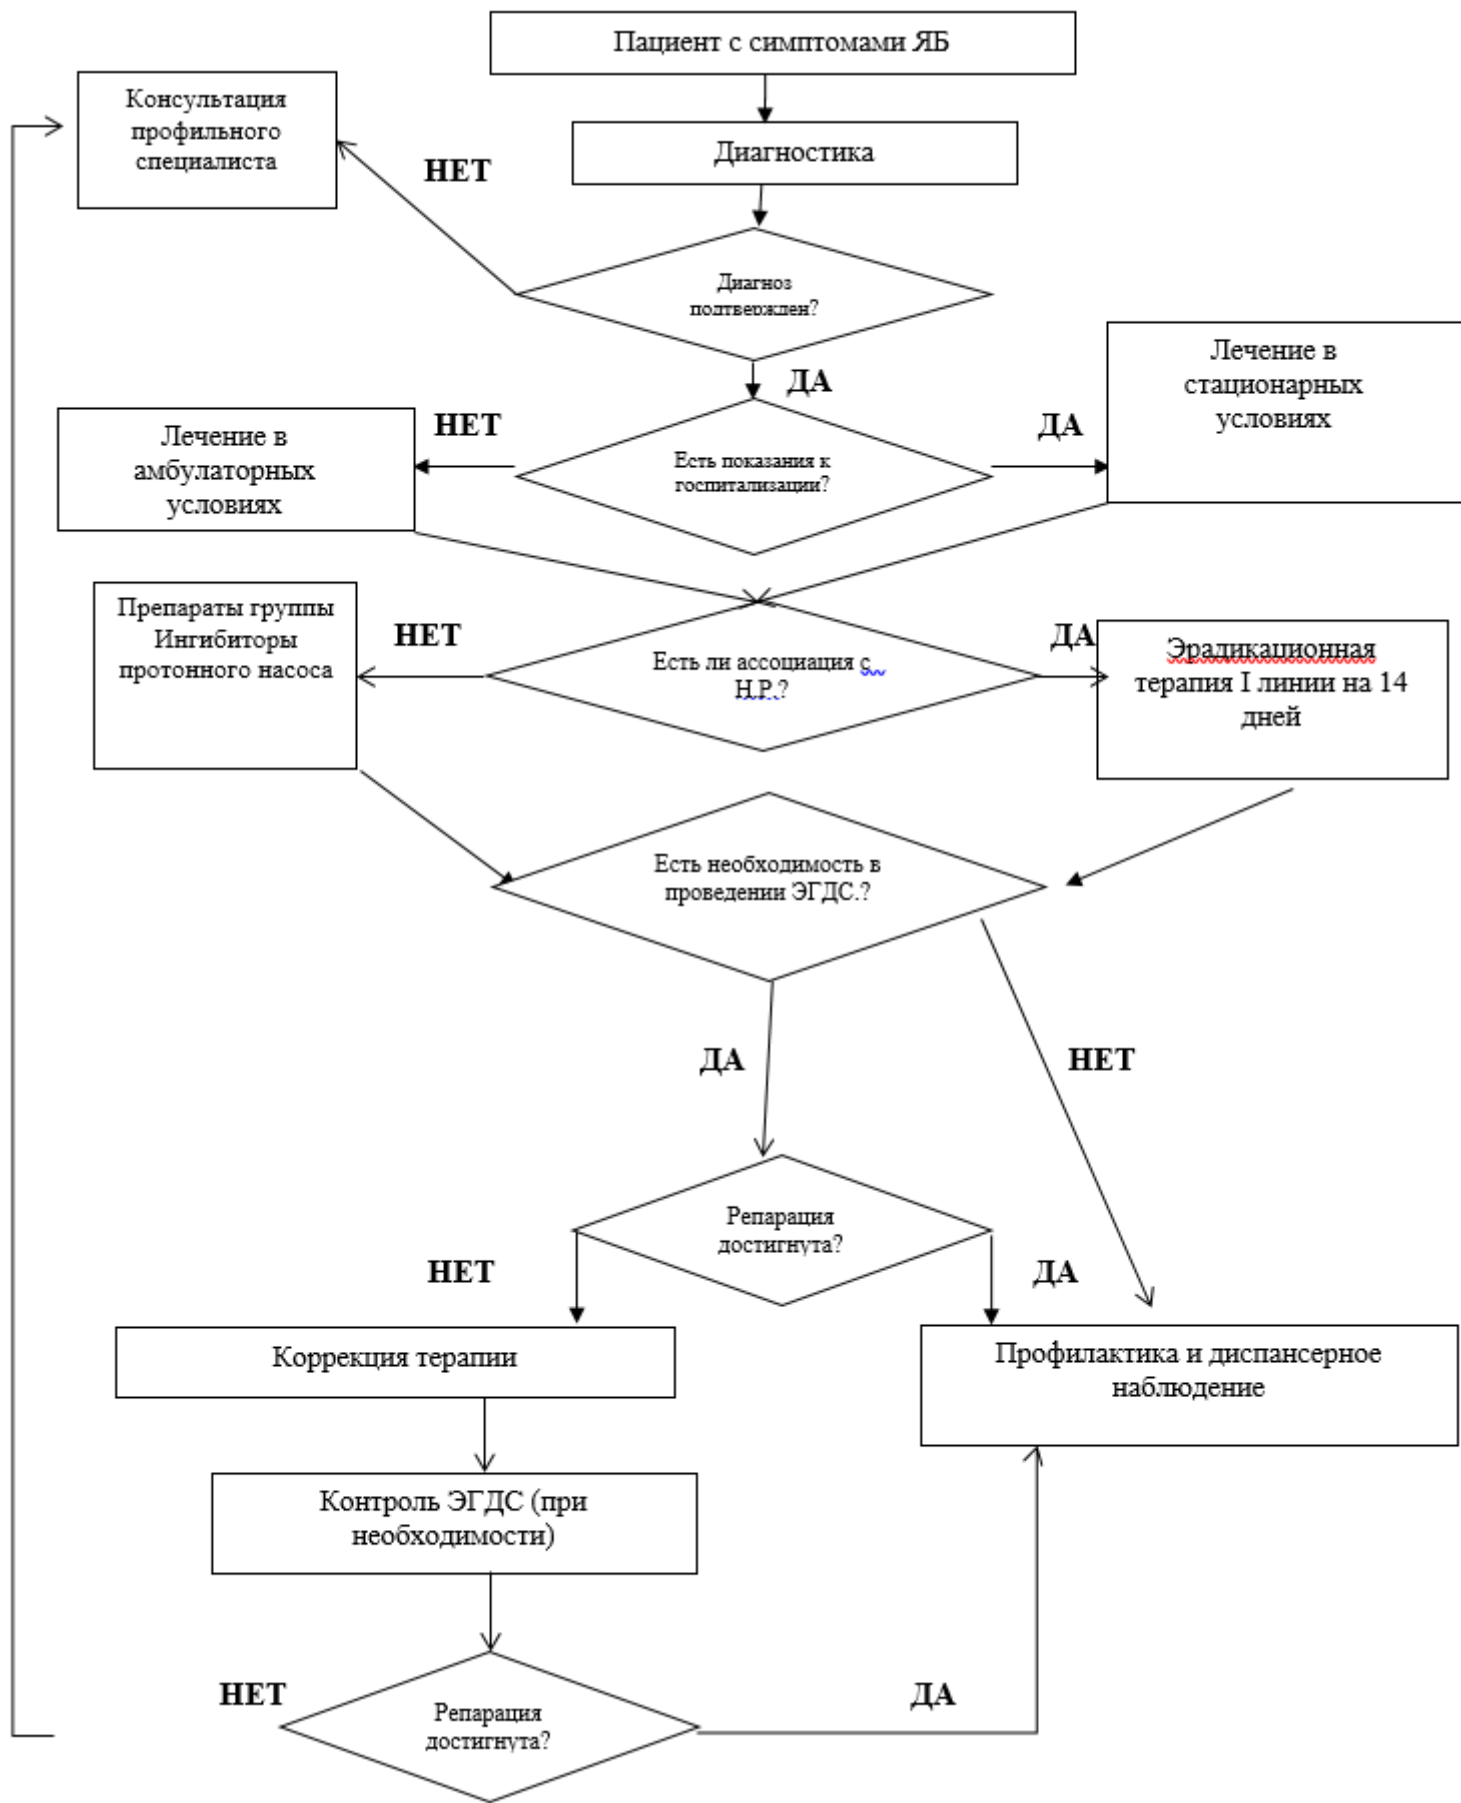 Пациент с симптомами ЯБ
Консультация
профильного
специалиста
НЕТ
Диагностика
Диагноз
подтвержден?
ДА
Лечение в
стационарных
условиях
Лечение в
амбулаторных
условиях
НЕТ
Есть показания к
госпитализации?
ДА
Препараты группы
Ингибиторы
протонного насоса
НЕТ
Есть ли ассоциация с
Н.Р.?
ДА
Эрадикационная
терапия I линии на 14
дней
Есть необходимость в
проведении ЭГДС.?
ДА
НЕТ
Репарация
достигнута?
НЕТ
ДА
Коррекция терапии
Профилактика и диспансерное
наблюдение
Контроль ЭГДС (при
необходимости)
НЕТ
Репарация
достигнута?
ДА